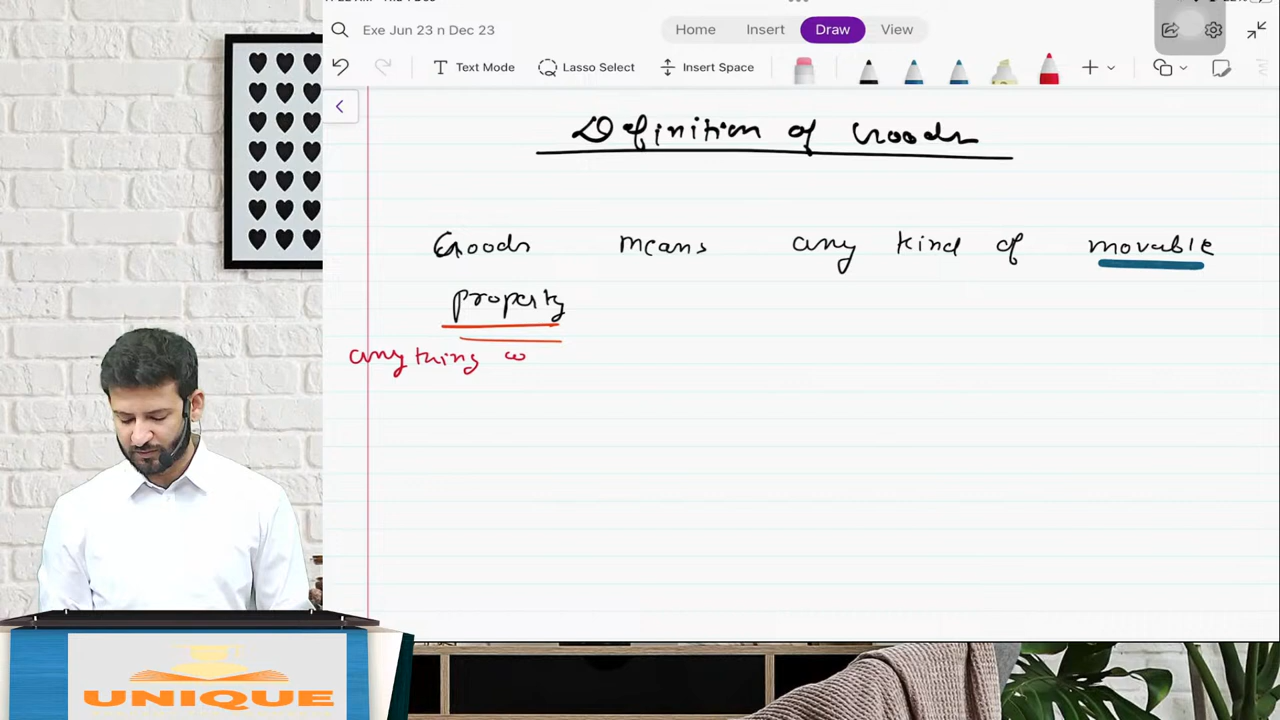 Exe Jun 23 n Dec 23
Home Insert Draw View
Text Mode Lasso Select Insert Space
Definition of Goods
Goods means any kind of movable
property
anything w
UNIQUE